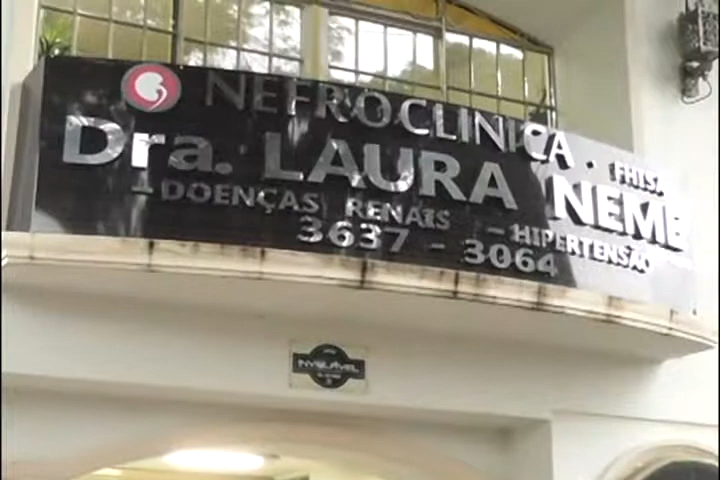 NEFROCLINICA
Dra. LAURA NEME
DOENÇAS RENAIS - HIPERTENSÃO
3637 - 3064